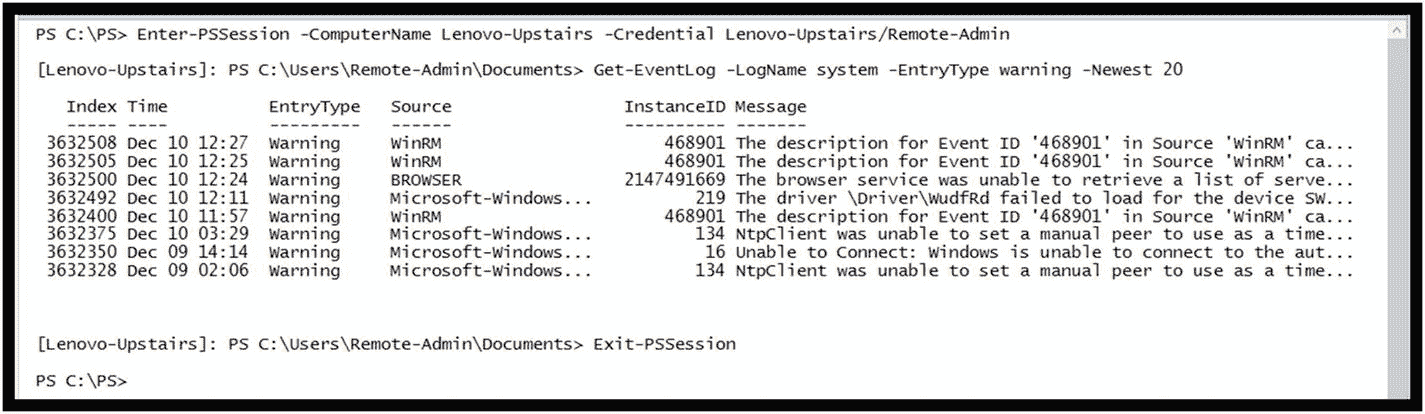 PS C:\PS> Enter-PSSession -ComputerName Lenovo-Upstairs -Credential Lenovo-Upstairs/Remote-Admin
[Lenovo-Upstairs]: PS C:\Users\Remote-Admin\Documents> Get-EventLog -LogName system -EntryType warning -Newest 20
Index Time EntryType Source InstanceID Message
----- ---- --------- ------ ---------- -------
3632508 Dec 10 12:27 Warning WinRM 468901 The description for Event ID '468901' in Source 'WinRM' ca...
3632505 Dec 10 12:25 Warning WinRM 468901 The description for Event ID '468901' in Source 'WinRM' ca...
3632500 Dec 10 12:24 Warning BROWSER 2147491669 The browser service was unable to retrieve a list of serve...
3632492 Dec 10 12:11 Warning Microsoft-Windows... 219 The driver \Driver\WudfRd failed to load for the device SW...
3632400 Dec 10 11:57 Warning WinRM 468901 The description for Event ID '468901' in Source 'WinRM' ca...
3632375 Dec 10 03:29 Warning Microsoft-Windows... 134 NtpClient was unable to set a manual peer to use as a time...
3632350 Dec 09 14:14 Warning Microsoft-Windows... 16 Unable to Connect: Windows is unable to connect to the aut...
3632328 Dec 09 02:06 Warning Microsoft-Windows... 134 NtpClient was unable to set a manual peer to use as a time...
[Lenovo-Upstairs]: PS C:\Users\Remote-Admin\Documents> Exit-PSSession
PS C:\PS>